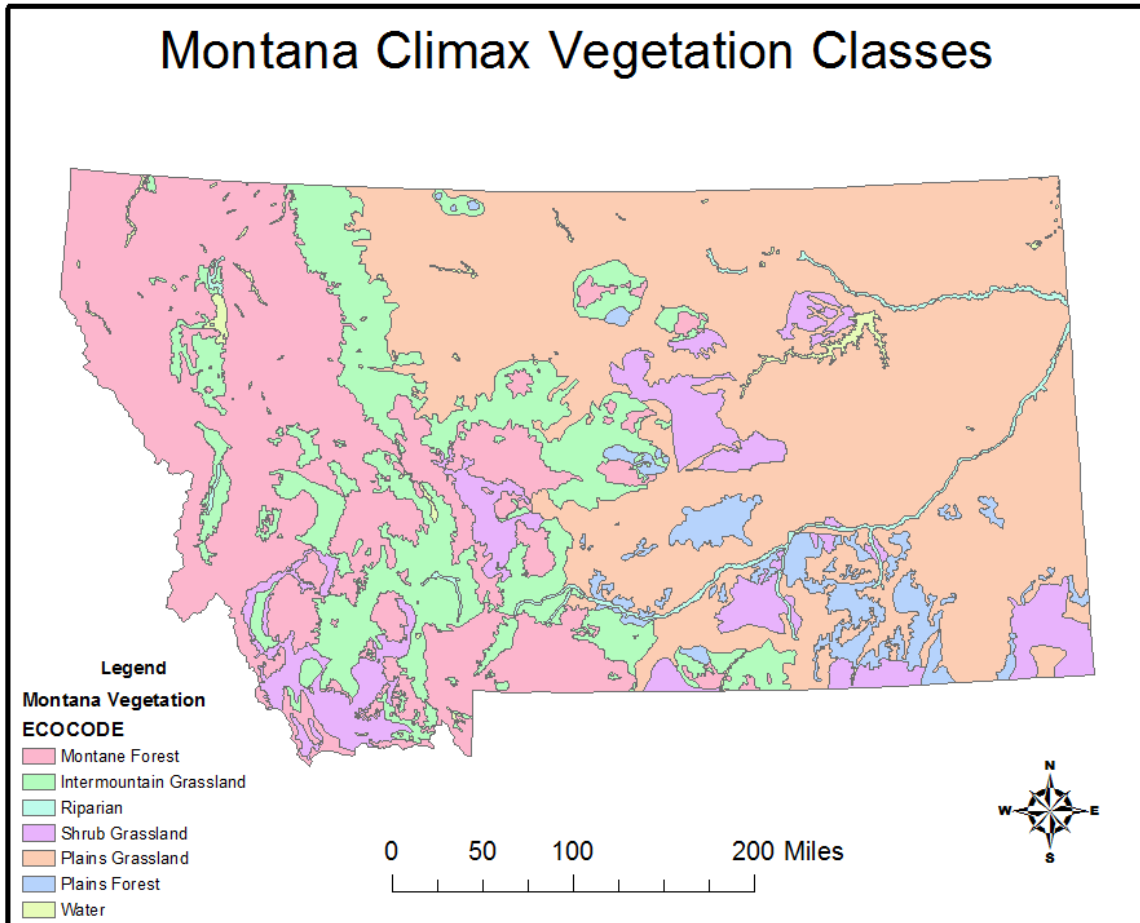 Montana Climax Vegetation Classes
Legend
Montana Vegetation
ECOCODE
Montane Forest
Intermountain Grassland
Riparian
Shrub Grassland
Plains Grassland
Plains Forest
Water
0 50 100 200 Miles
N
W E
S